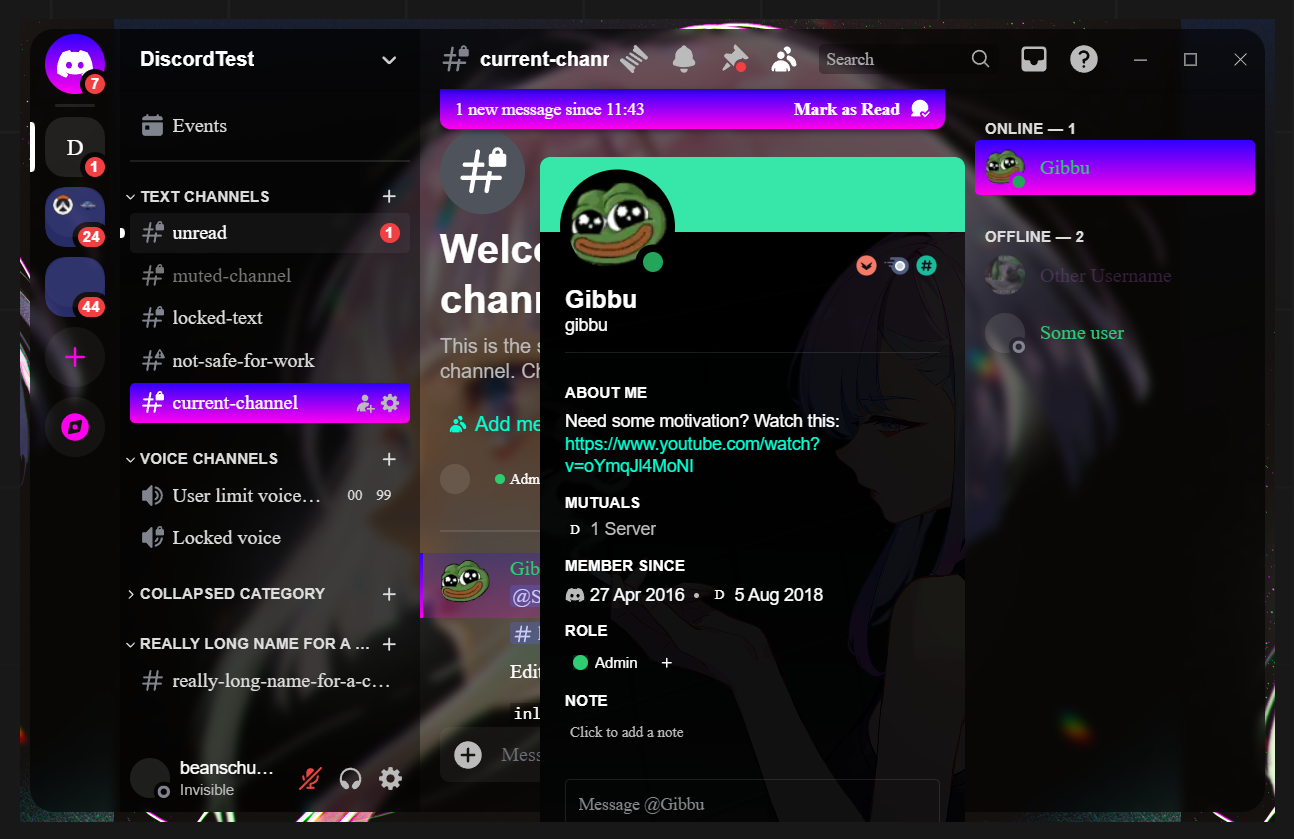 7
D
1
24
44
DiscordTest
Events
TEXT CHANNELS
unread
1
muted-channel
locked-text
not-safe-for-work
current-channel
VOICE CHANNELS
User limit voice…
00 99
Locked voice
COLLAPSED CATEGORY
REALLY LONG NAME FOR A ...
really-long-name-for-a-c…
beanschu…
Invisible
current-chann
Search
1 new message since 11:43
Mark as Read
Welc
chann
This is the s
channel. C
Add me
Adm
Gib
@S
Edit
inl
Mess
Gibbu
gibbu
ABOUT ME
Need some motivation? Watch this:
https://www.youtube.com/watch?
v=oYmqJl4MoNI
MUTUALS
D 1 Server
MEMBER SINCE
27 Apr 2016 • D 5 Aug 2018
ROLE
Admin +
NOTE
Click to add a note
Message @Gibbu
ONLINE — 1
Gibbu
OFFLINE — 2
Other Username
Some user